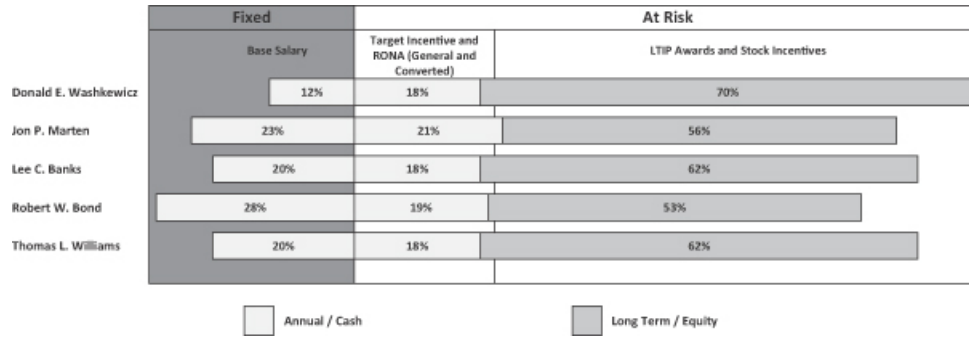 Fixed At Risk
Base Salary
Target Incentive and
RONA (General and
Converted)
LTIP Awards and Stock Incentives
Donald E. Washkewicz 12% 18% 70%
Jon P. Marten 23% 21% 56%
Lee C. Banks 20% 18% 62%
Robert W. Bond 28% 19% 53%
Thomas L. Williams 20% 18% 62%
Annual / Cash Long Term / Equity